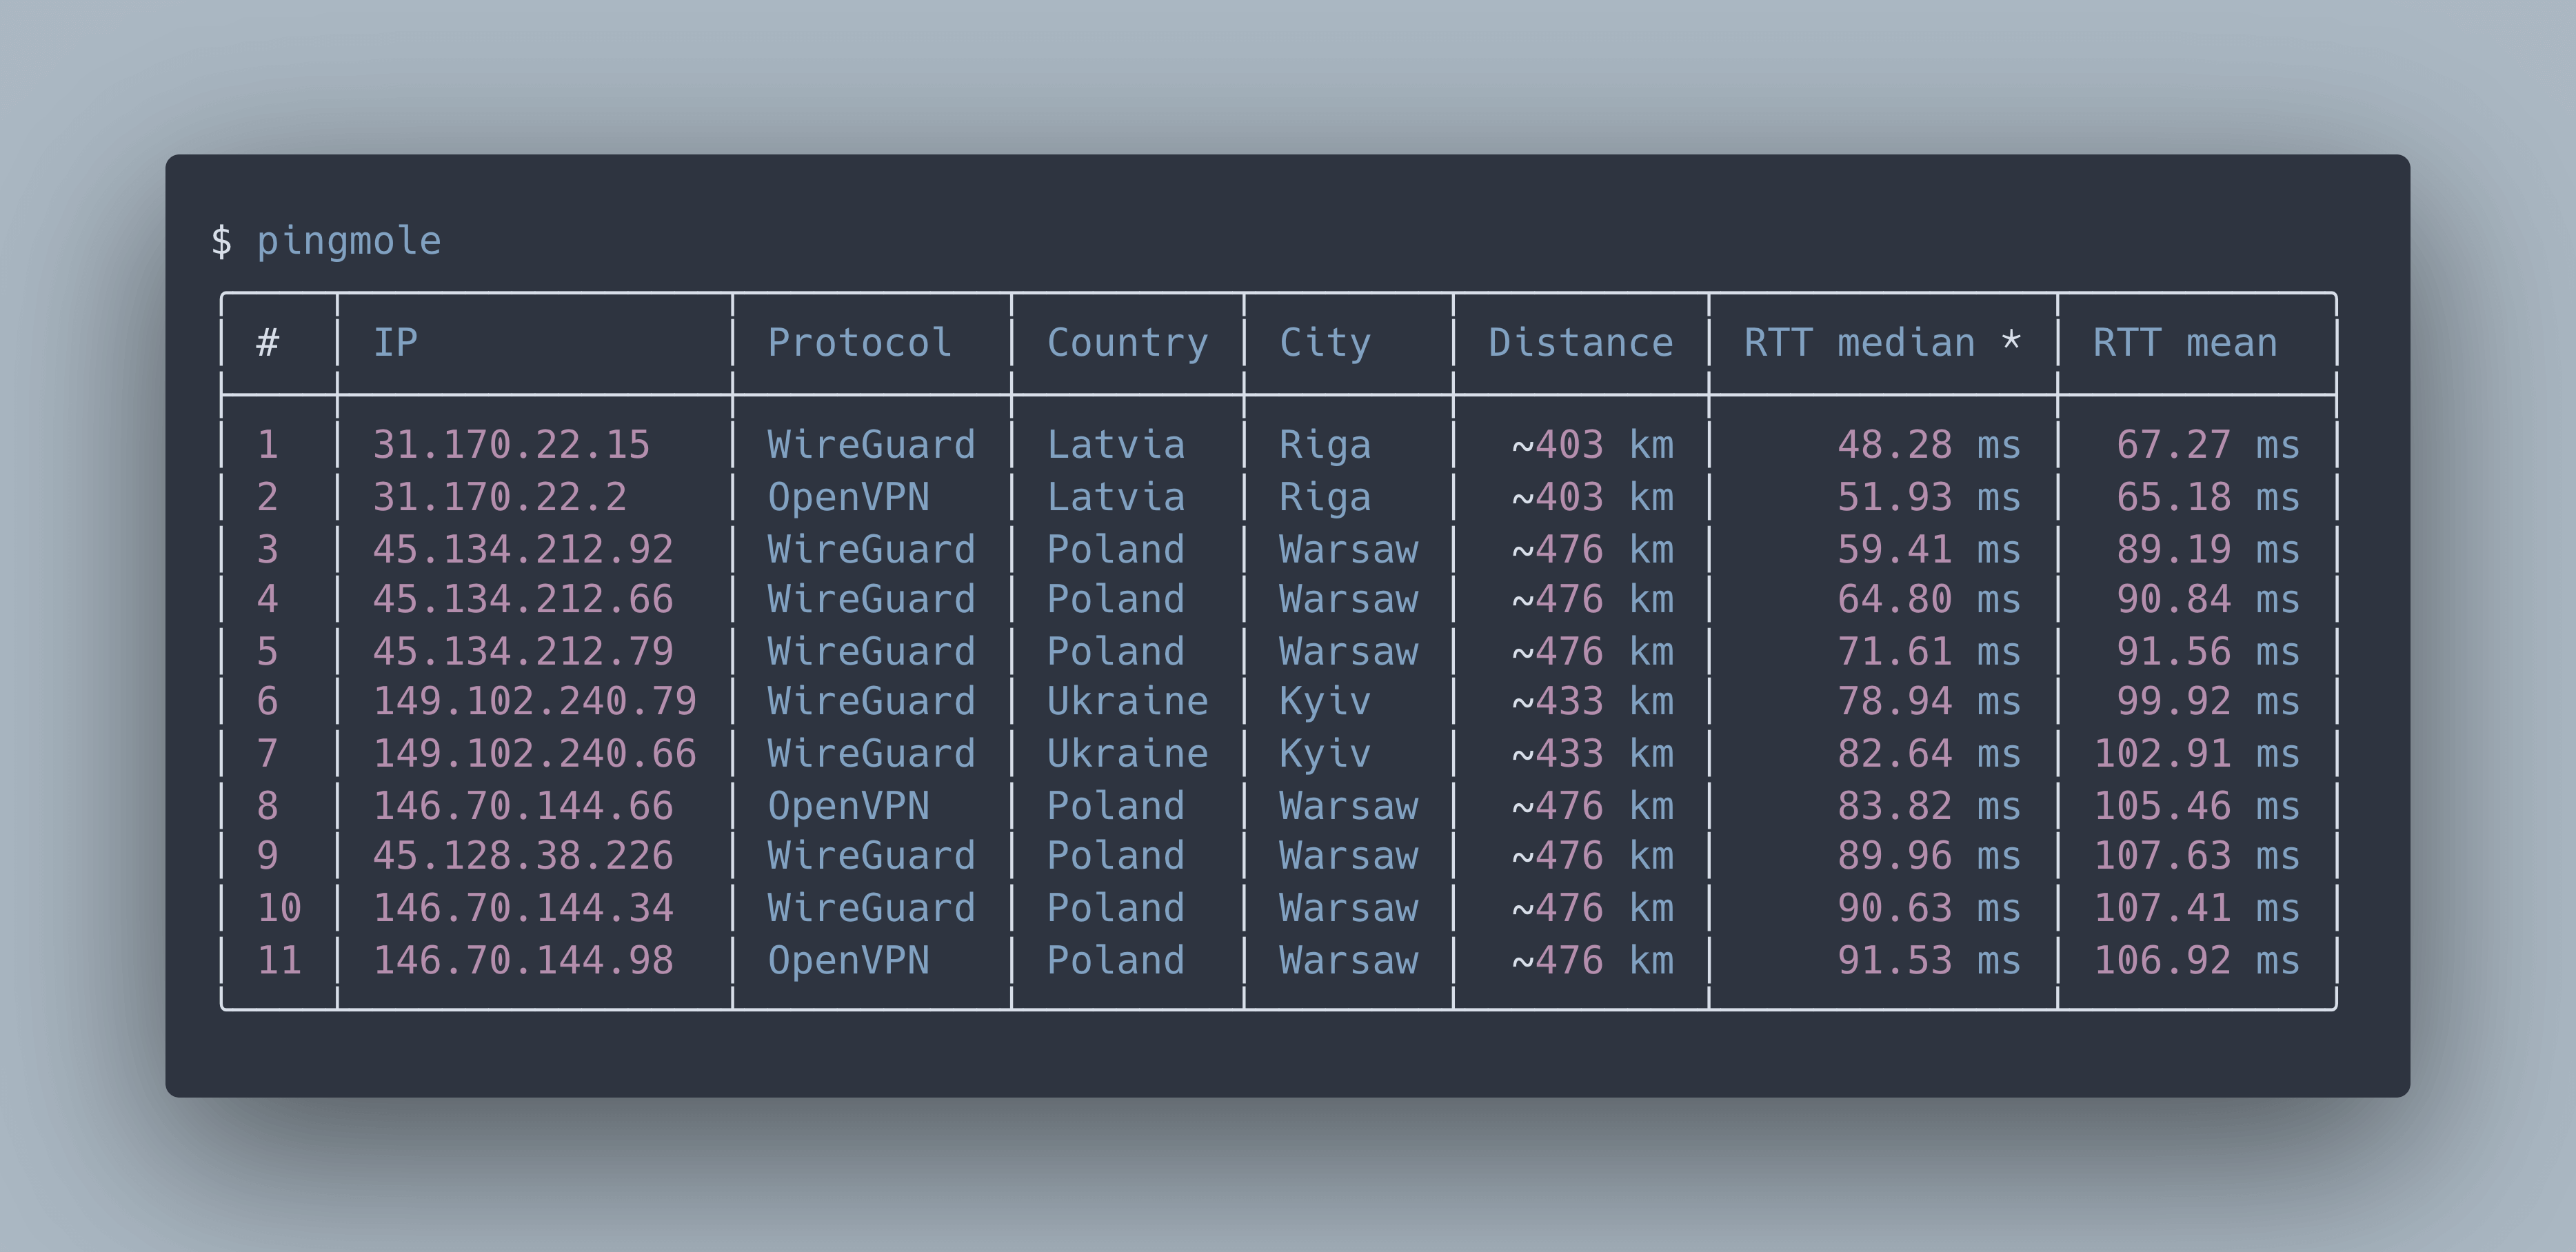 $ pingmole
# IP Protocol Country City Distance RTT median * RTT mean
1 31.170.22.15 WireGuard Latvia Riga ~403 km 48.28 ms 67.27 ms
2 31.170.22.2 OpenVPN Latvia Riga ~403 km 51.93 ms 65.18 ms
3 45.134.212.92 WireGuard Poland Warsaw ~476 km 59.41 ms 89.19 ms
4 45.134.212.66 WireGuard Poland Warsaw ~476 km 64.80 ms 90.84 ms
5 45.134.212.79 WireGuard Poland Warsaw ~476 km 71.61 ms 91.56 ms
6 149.102.240.79 WireGuard Ukraine Kyiv ~433 km 78.94 ms 99.92 ms
7 149.102.240.66 WireGuard Ukraine Kyiv ~433 km 82.64 ms 102.91 ms
8 146.70.144.66 OpenVPN Poland Warsaw ~476 km 83.82 ms 105.46 ms
9 45.128.38.226 WireGuard Poland Warsaw ~476 km 89.96 ms 107.63 ms
10 146.70.144.34 WireGuard Poland Warsaw ~476 km 90.63 ms 107.41 ms
11 146.70.144.98 OpenVPN Poland Warsaw ~476 km 91.53 ms 106.92 ms